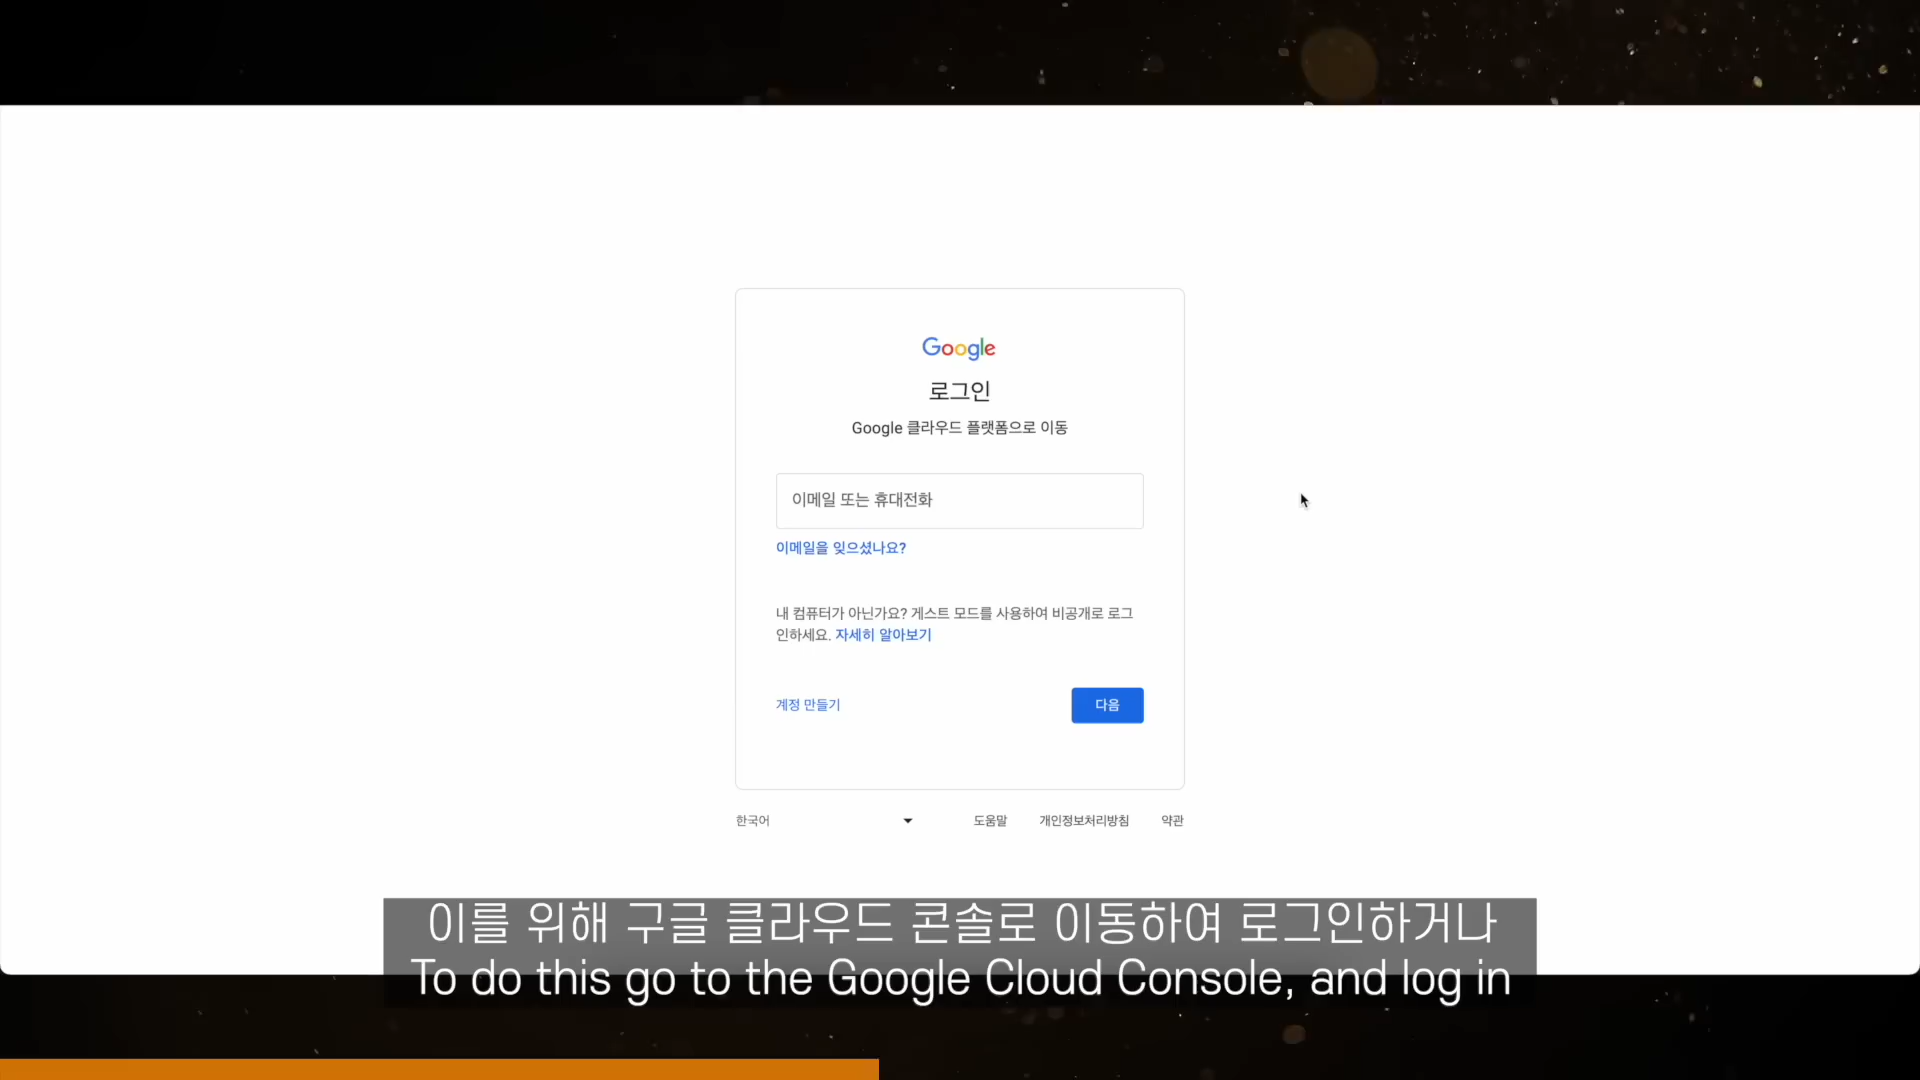 Google
로그인
Google 클라우드 플랫폼으로 이동
이메일 또는 휴대전화
이메일을 잊으셨나요?
내 컴퓨터가 아닌가요? 게스트 모드를 사용하여 비공개로 로그
인하세요. 자세히 알아보기
계정 만들기
다음
한국어
도움말
개인정보처리방침
약관
이를 위해 구글 클라우드 콘솔로 이동하여 로그인하거나
To do this go to the Google Cloud Console, and log in